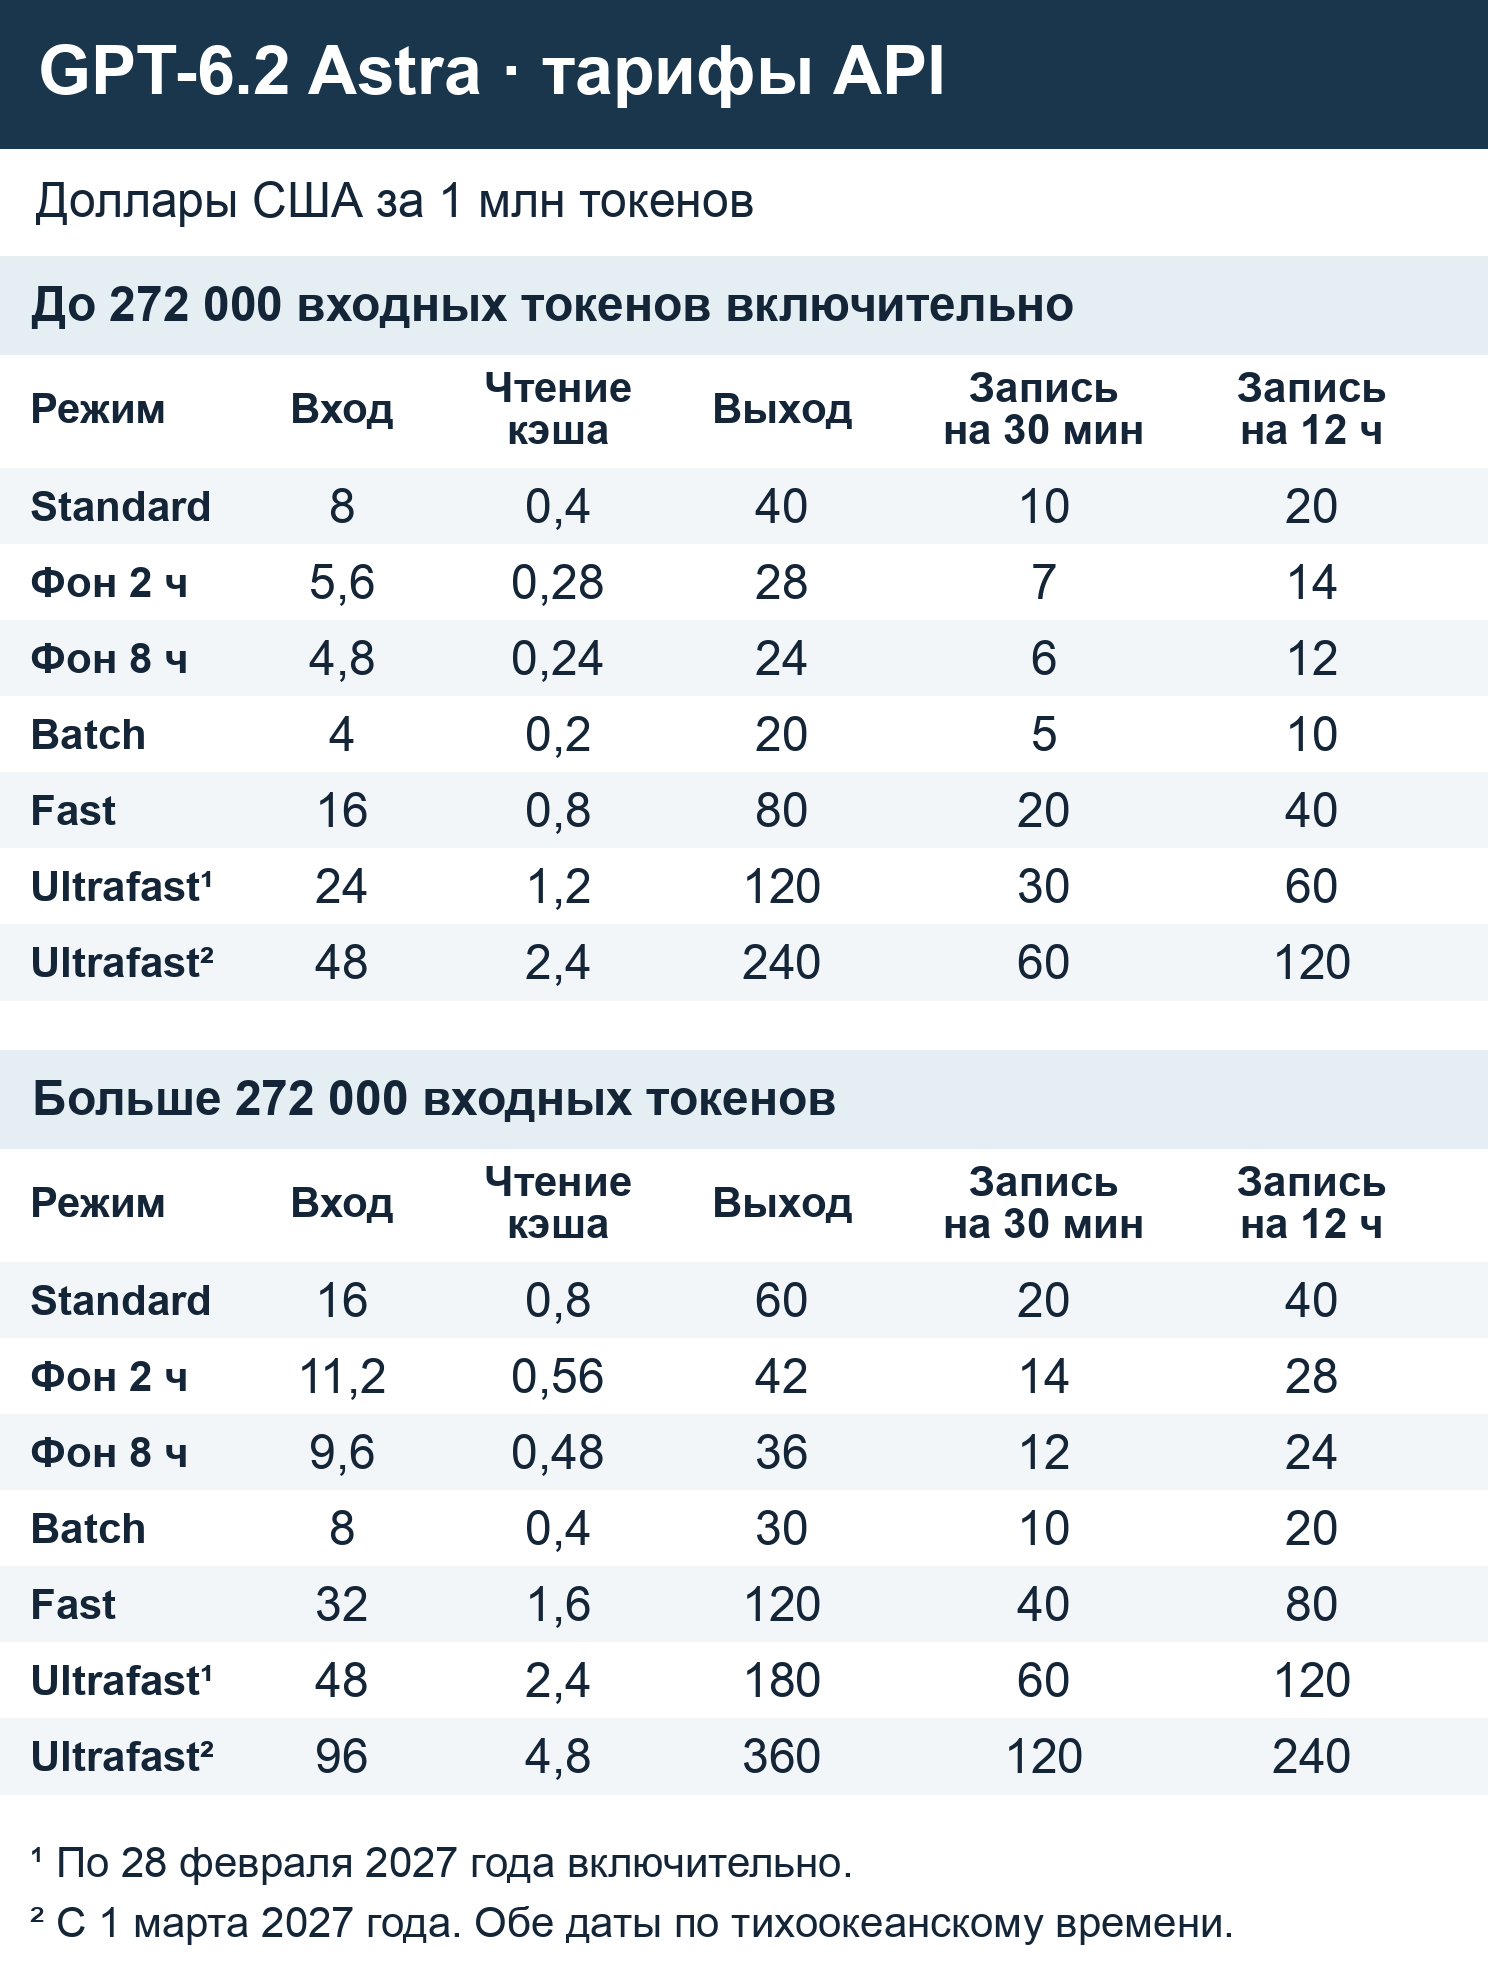 GPT-6.2 Astra · тарифы API
Доллары США за 1 млн токенов
До 272 000 входных токенов включительно
Режим Вход Чтение кэша Выход Запись на 30 мин Запись на 12 ч
Standard 8 0,4 40 10 20
Фон 2 ч 5,6 0,28 28 7 14
Фон 8 ч 4,8 0,24 24 6 12
Batch 4 0,2 20 5 10
Fast 16 0,8 80 20 40
Ultrafast¹ 24 1,2 120 30 60
Ultrafast² 48 2,4 240 60 120
Больше 272 000 входных токенов
Режим Вход Чтение кэша Выход Запись на 30 мин Запись на 12 ч
Standard 16 0,8 60 20 40
Фон 2 ч 11,2 0,56 42 14 28
Фон 8 ч 9,6 0,48 36 12 24
Batch 8 0,4 30 10 20
Fast 32 1,6 120 40 80
Ultrafast¹ 48 2,4 180 60 120
Ultrafast² 96 4,8 360 120 240
¹ По 28 февраля 2027 года включительно.
² С 1 марта 2027 года. Обе даты по тихоокеанскому времени.